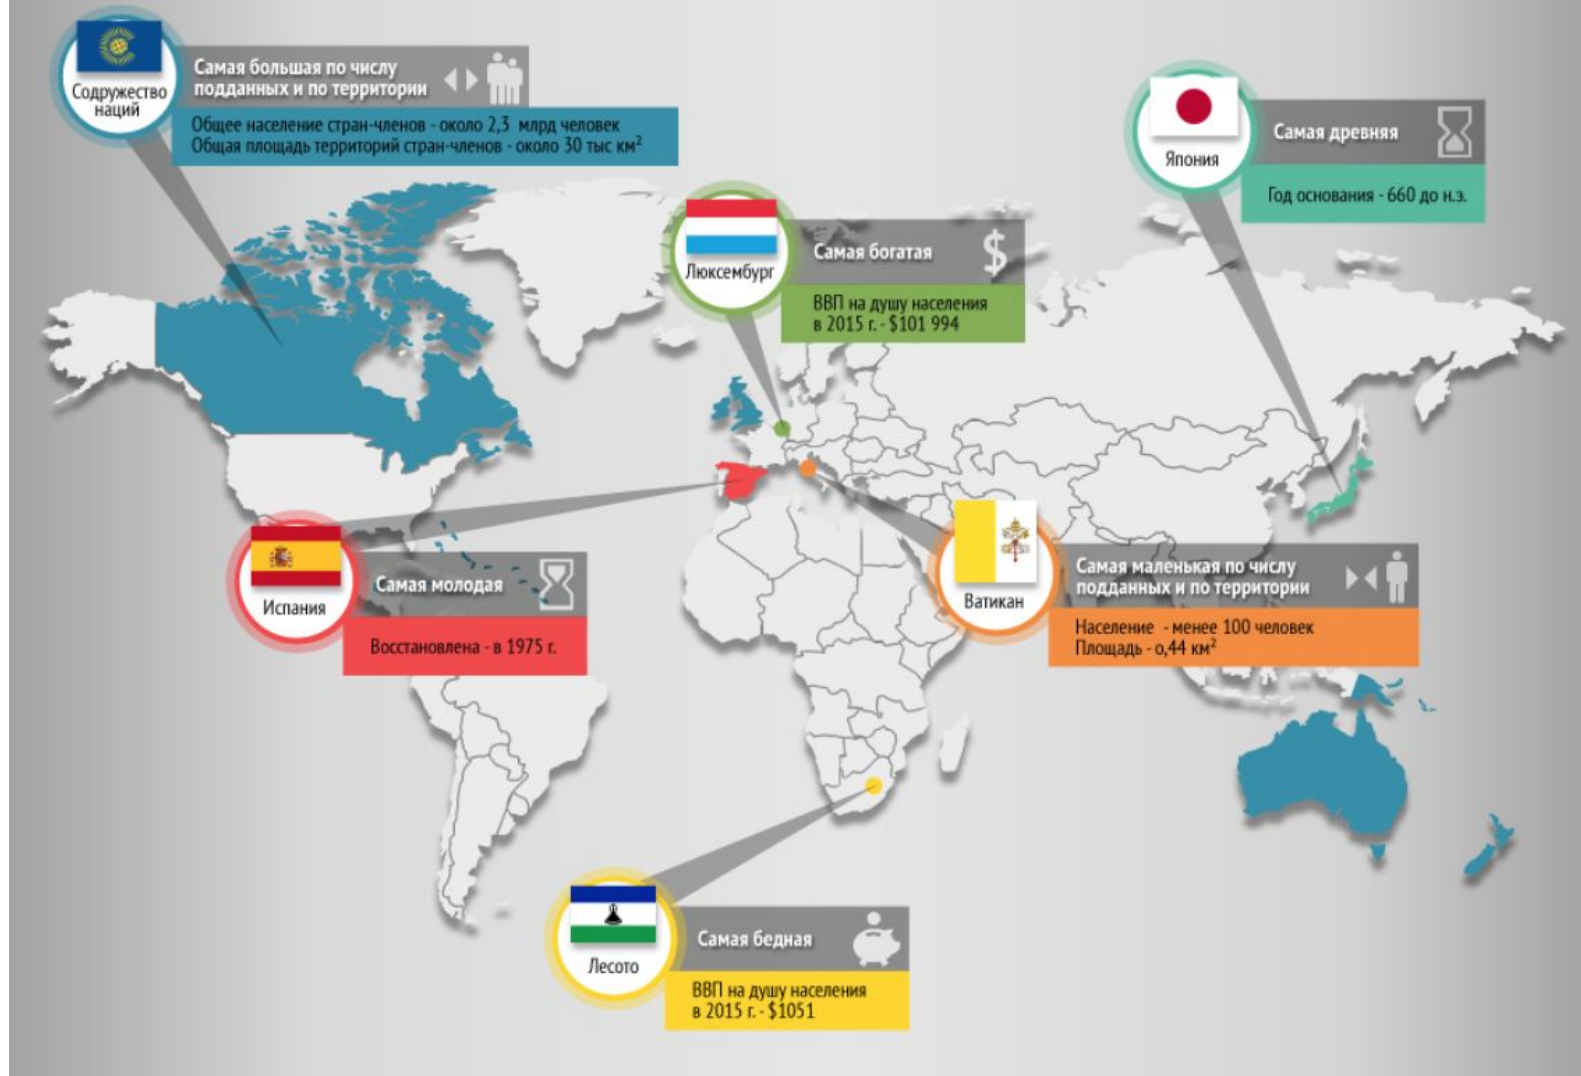 Содружество
наций
Самая большая по числу
подданных и по территории
Общее население стран-членов - около 2,3 млрд человек
Общая площадь территорий стран-членов - около 30 тыс км²
Япония
Самая древняя
Год основания - 660 до н.э.
Люксембург
Самая богатая
$
ВВП на душу населения
в 2015 г. - $101 994
Испания
Самая молодая
Восстановлена - в 1975 г.
Ватикан
Самая маленькая по числу
подданных и по территории
Население - менее 100 человек
Площадь - 0,44 км²
Лесото
Самая бедная
ВВП на душу населения
в 2015 г. - $1051